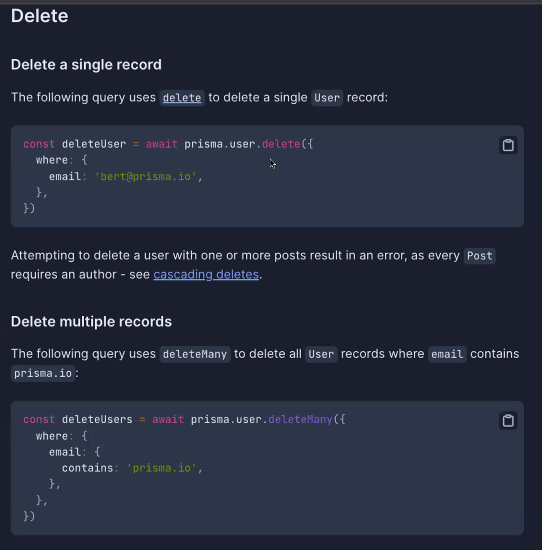 Delete
Delete a single record
The following query uses delete to delete a single User record:
const deleteUser = await prisma.user.delete({
  where: {
    email: 'bert@prisma.io',
  },
})
Attempting to delete a user with one or more posts result in an error, as every Post
requires an author - see cascading deletes.
Delete multiple records
The following query uses deleteMany to delete all User records where email contains
prisma.io:
const deleteUsers = await prisma.user.deleteMany({
  where: {
    email: {
      contains: 'prisma.io',
    },
  },
})